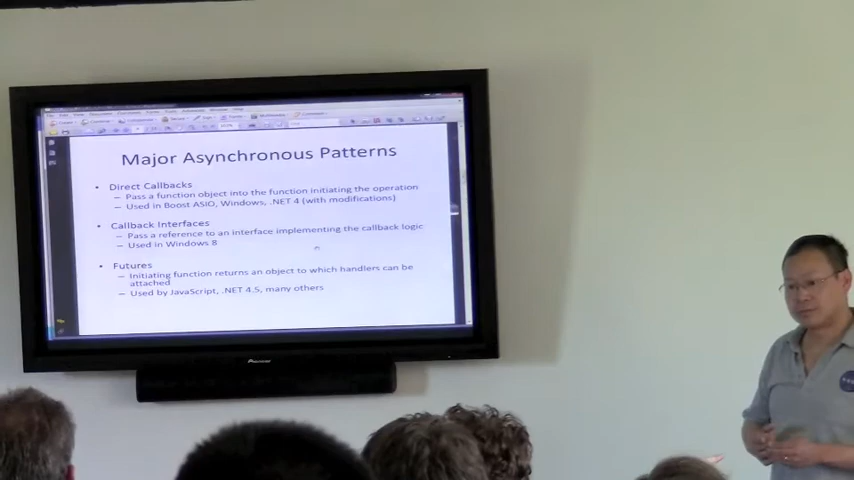 Major Asynchronous Patterns
• Direct Callbacks
– Pass a function object into the function initiating the operation
– Used in Boost ASIO, Windows, .NET 4 (with modifications)
• Callback Interfaces
– Pass a reference to an interface implementing the callback logic
– Used in Windows 8
• Futures
– Initiating function returns an object to which handlers can be
attached
– Used by JavaScript, .NET 4.5, many others
Pioneer